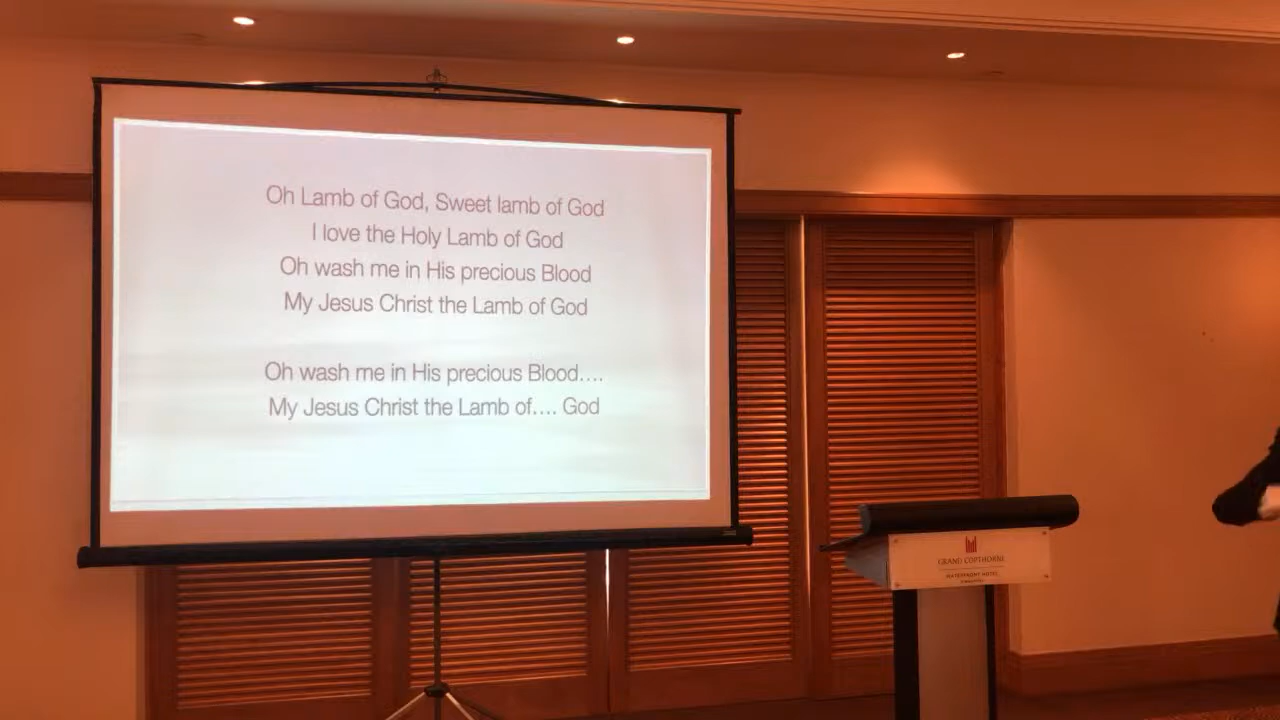 Oh Lamb of God, Sweet lamb of God
I love the Holy Lamb of God
Oh wash me in His precious Blood
My Jesus Christ the Lamb of God
Oh wash me in His precious Blood....
My Jesus Christ the Lamb of.... God
GRAND COPTHORNE
WATERFRONT HOTEL